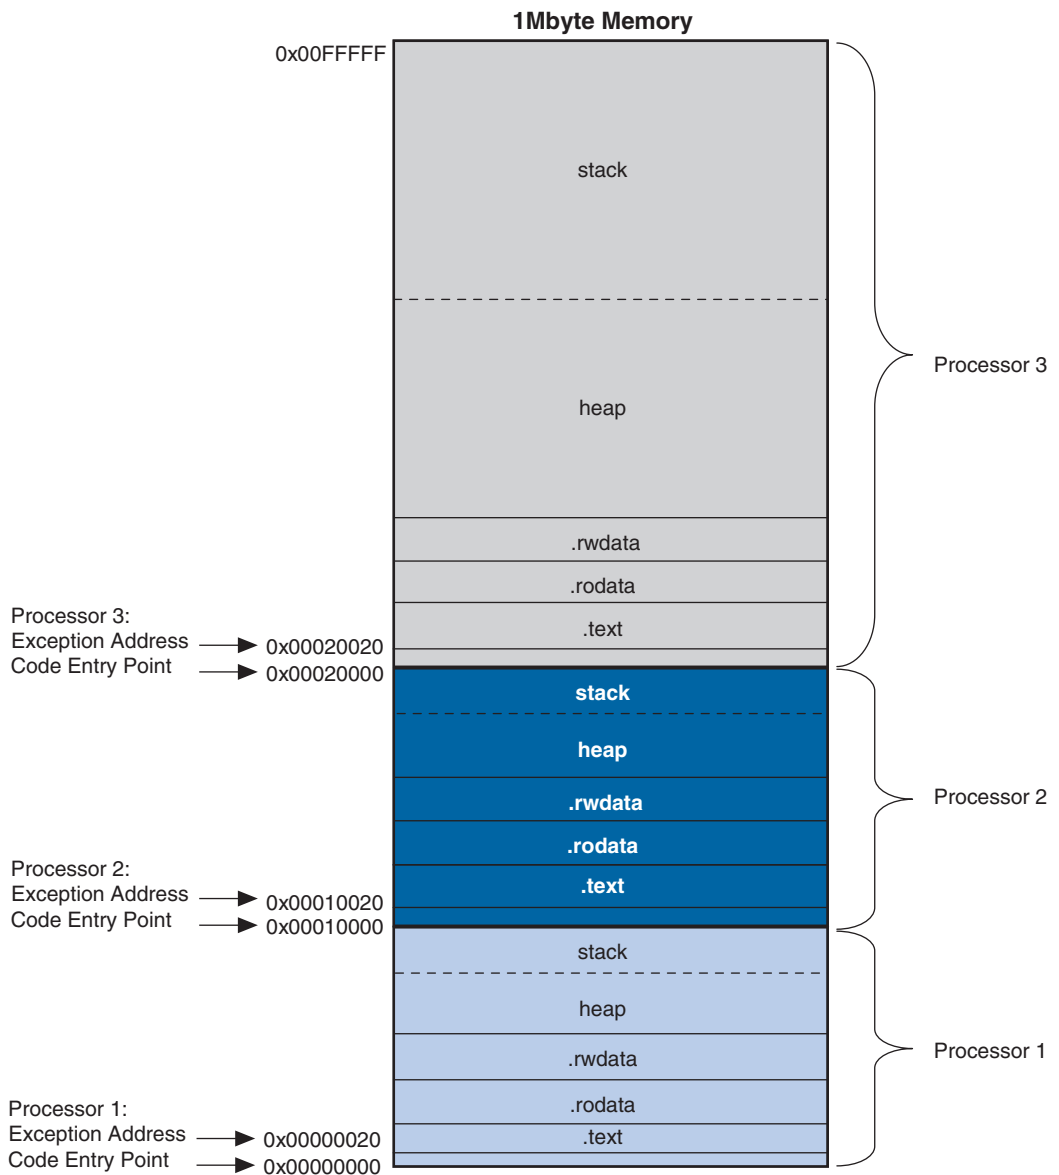 1Mbyte Memory
0x00FFFFF
stack
Processor 3
heap
.rwdata
.rodata
Processor 3:
Exception Address
0x00020020
.text
Code Entry Point
0x00020000
stack
heap
Processor 2
.rwdata
.rodata
Processor 2:
Exception Address
0x00010020
.text
Code Entry Point
0x00010000
stack
heap
Processor 1
.rwdata
.rodata
Processor 1:
Exception Address
0x00000020
.text
Code Entry Point
0x00000000